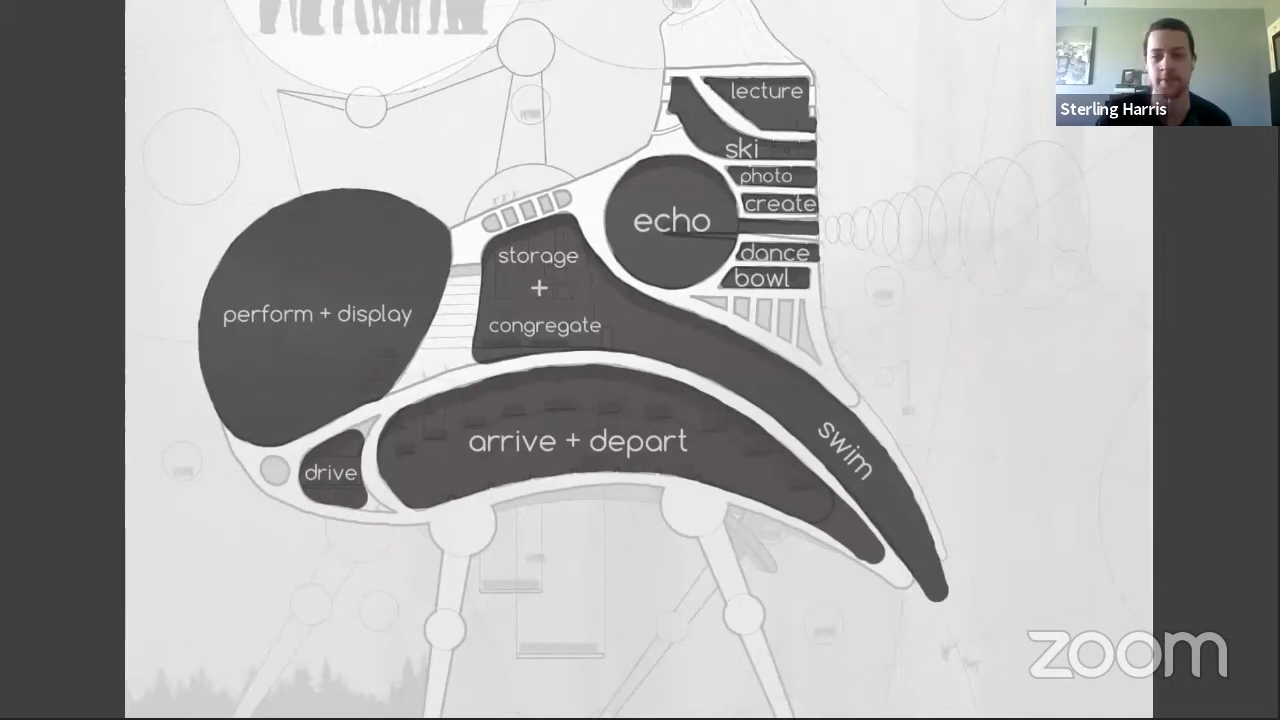 lecture
Sterling Harris
ski
photo
create
echo
dance
storage
bowl
+
perform + display
congregate
arrive + depart
swim
drive
zoom